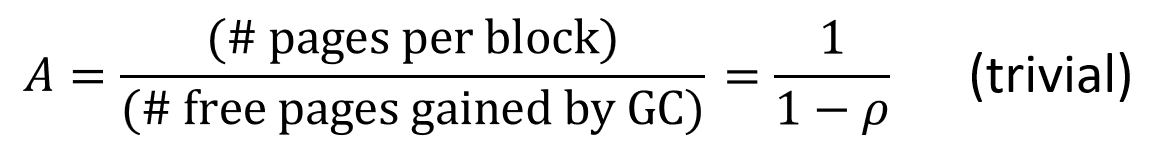 A = (# pages per block) / (# free pages gained by GC) = 1 / (1 − ρ) (trivial)